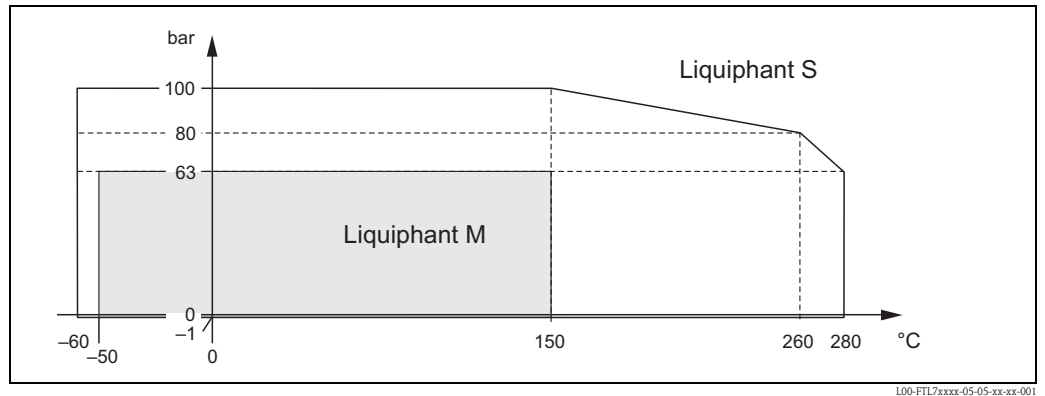 bar
Liquiphant S
100
80
63
Liquiphant M
0
–1
–60
–50
0
150
260
280
°C
L00-FTL7xxxx-05-05-xx-xx-001